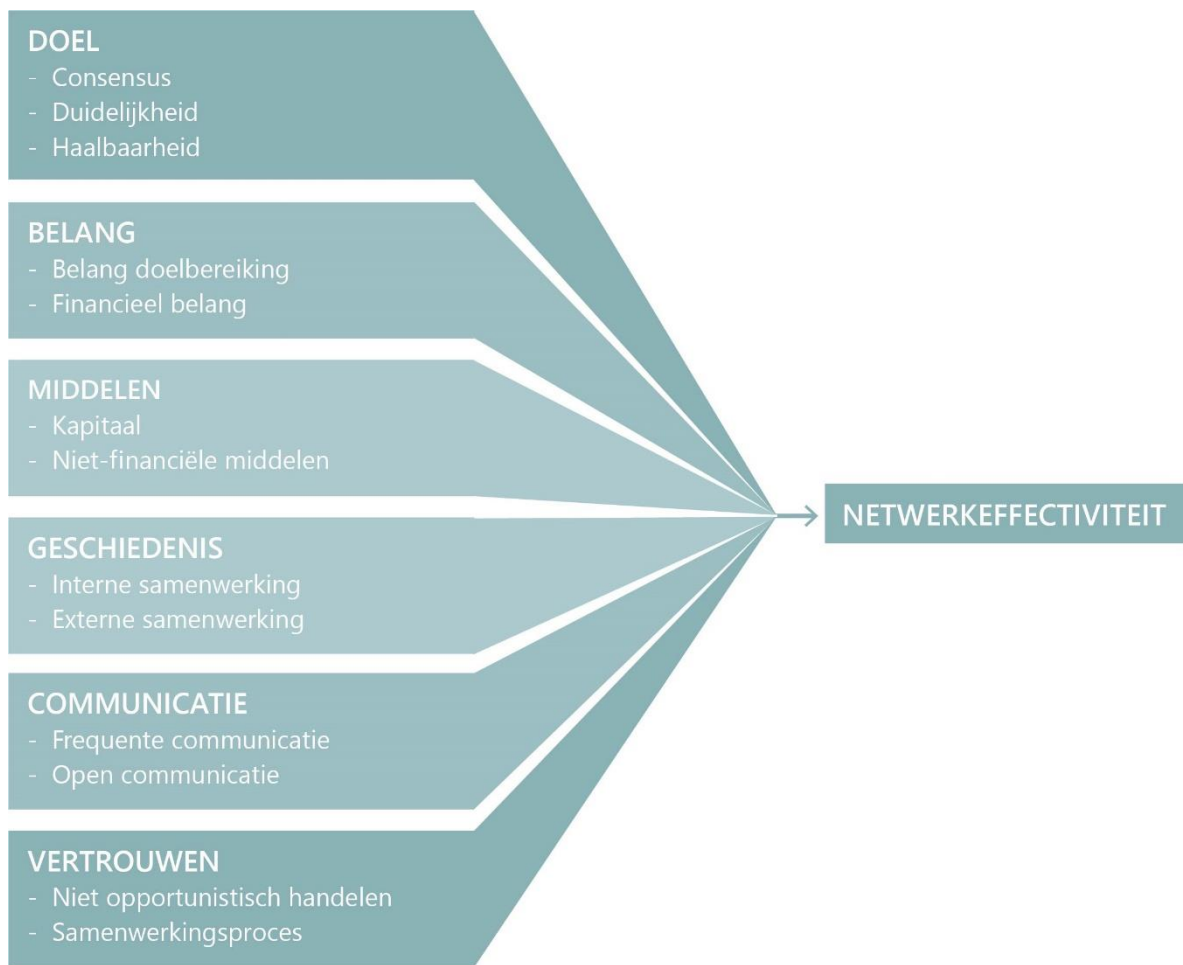 DOEL
- Consensus
- Duidelijkheid
- Haalbaarheid
BELANG
- Belang doelbereiking
- Financieel belang
MIDDELEN
- Kapitaal
- Niet-financiële middelen
GESCHIEDENIS
- Interne samenwerking
- Externe samenwerking
COMMUNICATIE
- Frequente communicatie
- Open communicatie
VERTROUWEN
- Niet opportunistisch handelen
- Samenwerkingsproces
NETWERKEFFECTIVITEIT